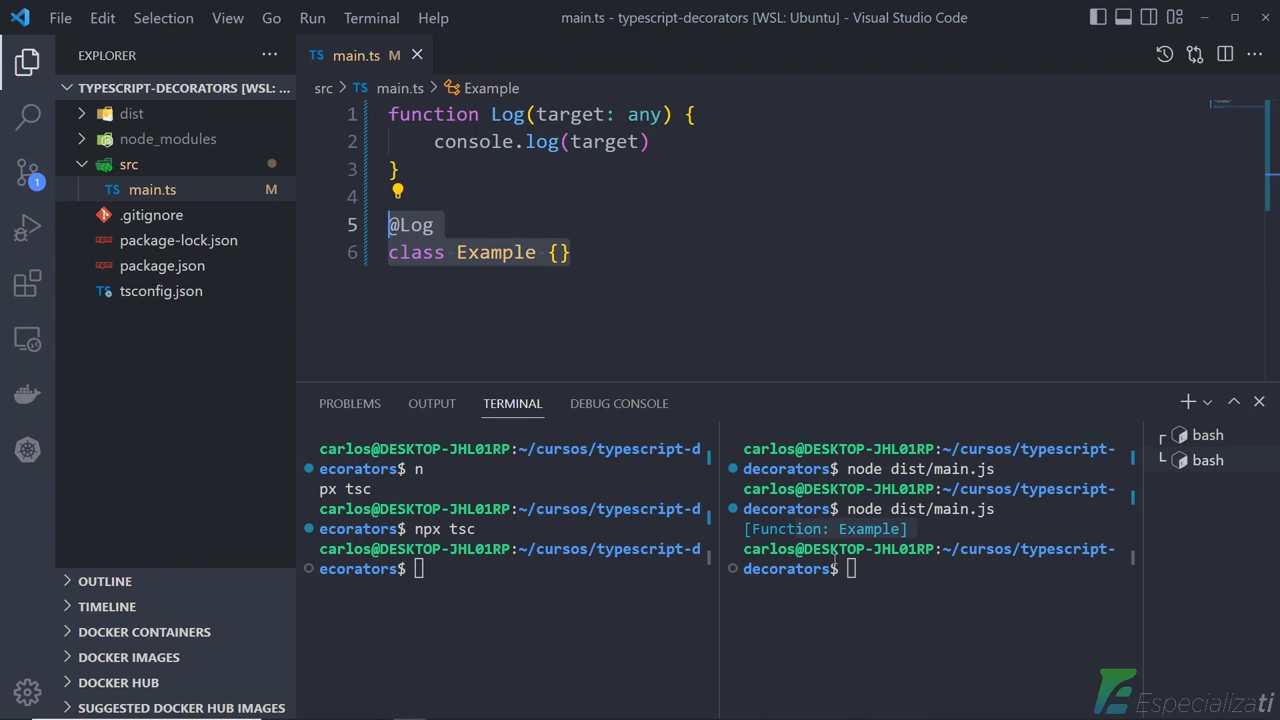 File Edit Selection View Go Run Terminal Help
main.ts - typescript-decorators [WSL: Ubuntu] - Visual Studio Code
EXPLORER
TYPESCRIPT-DECORATORS [WSL: ...
dist
node_modules
src
main.ts M
.gitignore
package-lock.json
package.json
tsconfig.json
OUTLINE
TIMELINE
DOCKER CONTAINERS
DOCKER IMAGES
DOCKER HUB
SUGGESTED DOCKER HUB IMAGES
1
TS main.ts M
src > TS main.ts > Example
1 function Log(target: any) {
2 console.log(target)
3 }
4
5 @Log
6 class Example {}
PROBLEMS OUTPUT TERMINAL DEBUG CONSOLE
carlos@DESKTOP-JHL01RP:~/cursos/typescript-d
ecorators$ n
px tsc
carlos@DESKTOP-JHL01RP:~/cursos/typescript-d
ecorators$ npx tsc
carlos@DESKTOP-JHL01RP:~/cursos/typescript-d
ecorators$
carlos@DESKTOP-JHL01RP:~/cursos/typescript-
decorators$ node dist/main.js
carlos@DESKTOP-JHL01RP:~/cursos/typescript-
decorators$ node dist/main.js
[Function: Example]
carlos@DESKTOP-JHL01RP:~/cursos/typescript-
decorators$
bash
bash
Especializati